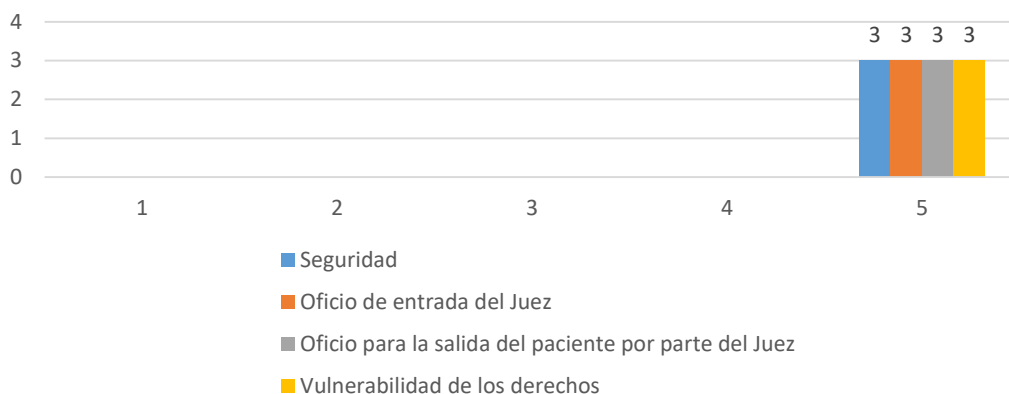 4
3 3 3 3
3
2
1
0
1 2 3 4 5
Seguridad
Oficio de entrada del Juez
Oficio para la salida del paciente por parte del Juez
Vulnerabilidad de los derechos